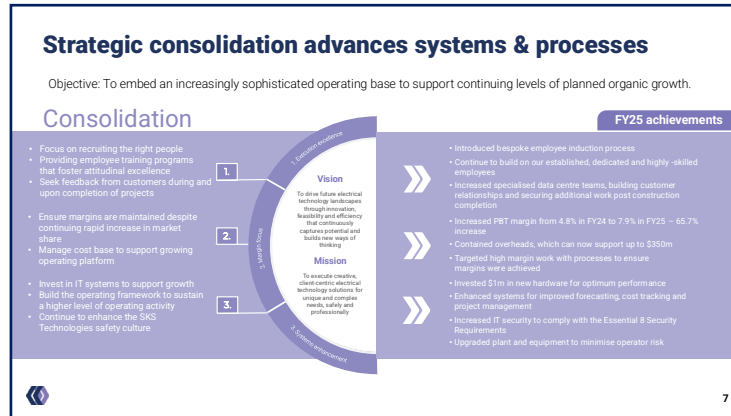 Strategic consolidation advances systems & processes
Objective: To embed an increasingly sophisticated operating base to support continuing levels of planned organic growth.
Consolidation
• Focus on recruiting the right people
• Providing employee training programs
that foster attitudinal excellence
• Seek feedback from customers during and
upon completion of projects
• Ensure margins are maintained despite
continuing rapid increase in market
share
• Manage cost base to support growing
operating platform
• Invest in IT systems to support growth
• Build the operating framework to sustain
a higher level of operating activity
• Continue to enhance the SKS
Technologies safety culture
1.
2.
3.
1. Execution excellence
2. Margin focus
3. Systems enhancement
Vision
To drive future electrical
technology landscapes
through innovation,
feasibility and efficiency
that continuously
captures potential and
builds new ways of
thinking
Mission
To execute creative,
client-centric electrical
technology solutions for
unique and complex
needs, safely and
professionally
FY25 achievements
• Introduced bespoke employee induction process
• Continue to build on our established, dedicated and highly -skilled
employees
• Increased specialised data centre teams, building customer
relationships and securing additional work post construction
completion
• Increased PBT margin from 4.8% in FY24 to 7.9% in FY25 – 65.7%
increase
• Contained overheads, which can now support up to $350m
• Targeted high margin work with processes to ensure
margins were achieved
• Invested $1m in new hardware for optimum performance
• Enhanced systems for improved forecasting, cost tracking and
project management
• Increased IT security to comply with the Essential 8 Security
Requirements
• Upgraded plant and equipment to minimise operator risk
7